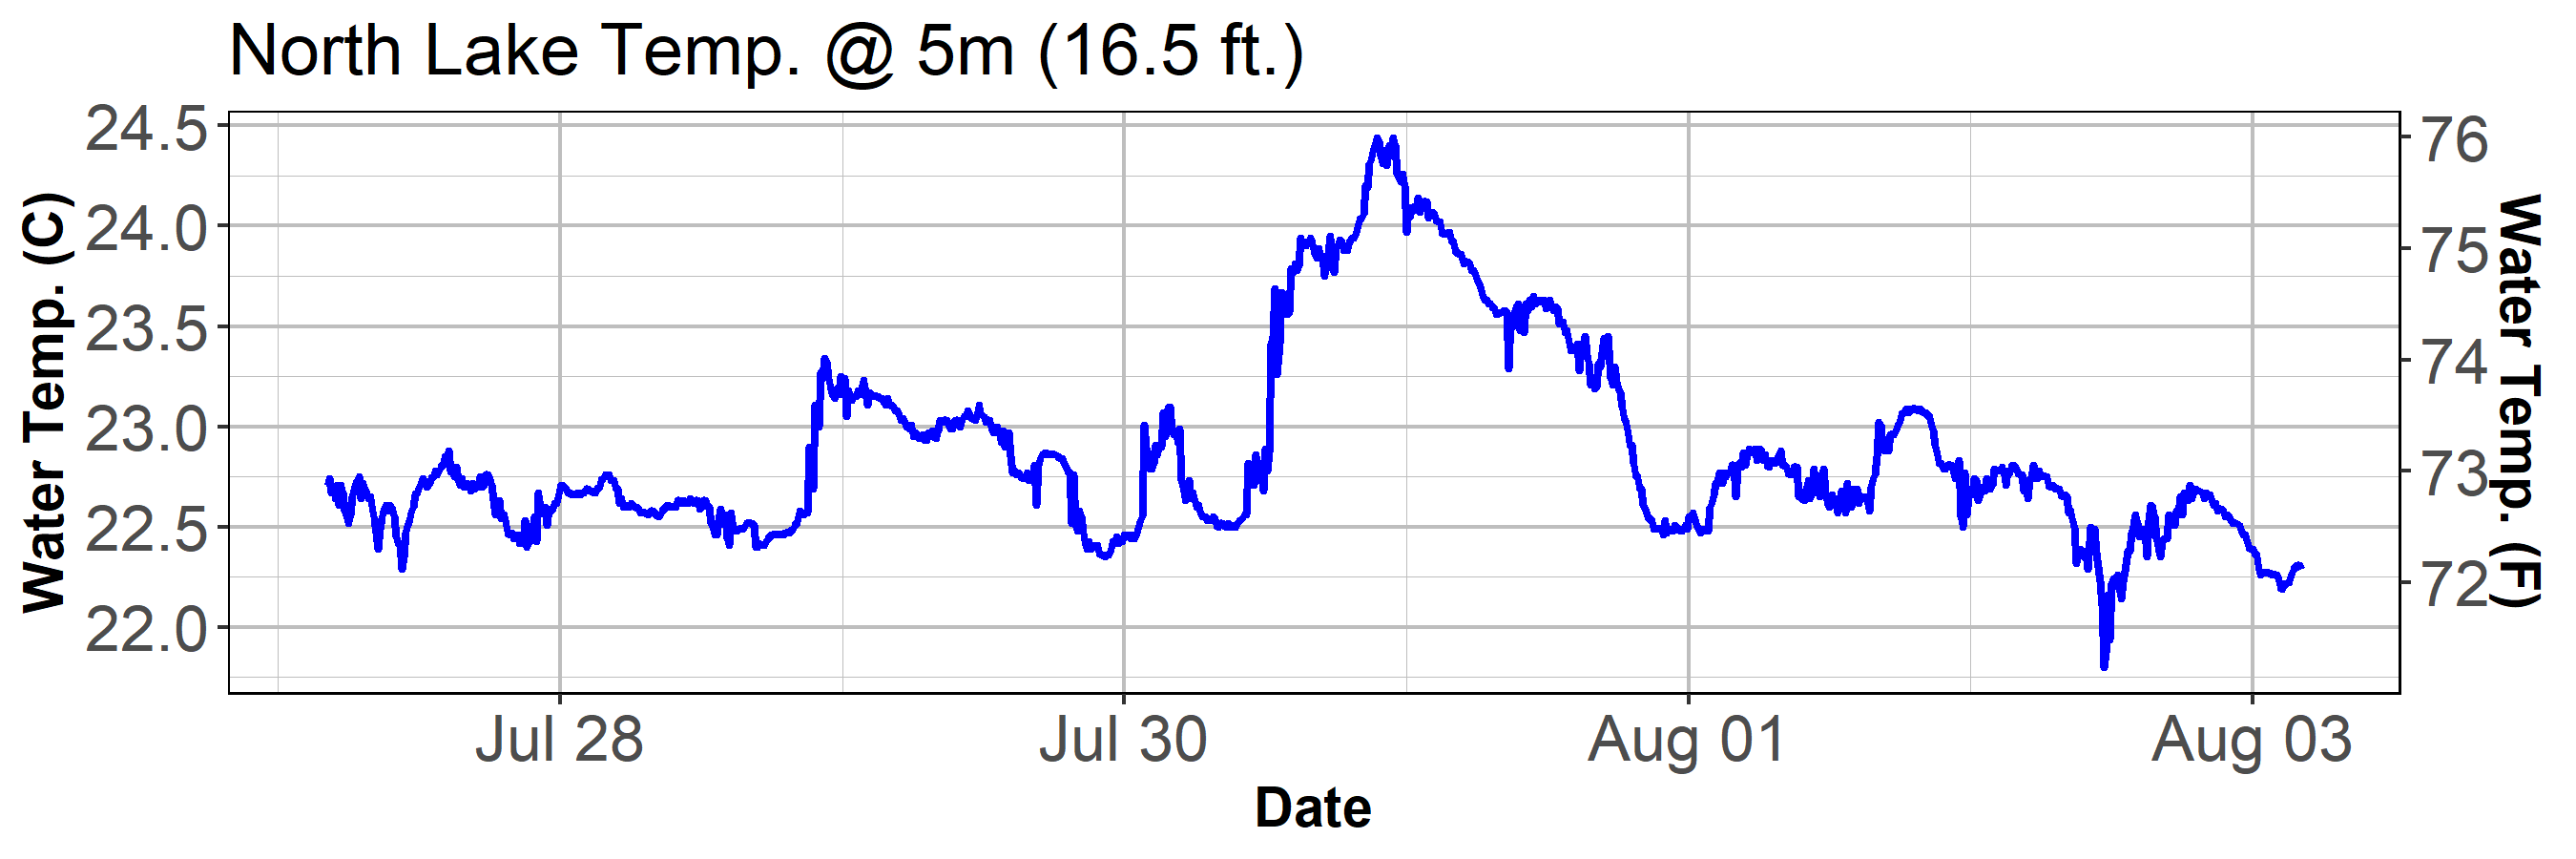 North Lake Temp. @ 5m (16.5 ft.)
Water Temp. (C)
24.5
24.0
23.5
23.0
22.5
22.0
76
75
74
73
72
Water Temp. (F)
Jul 28
Jul 30
Aug 01
Aug 03
Date